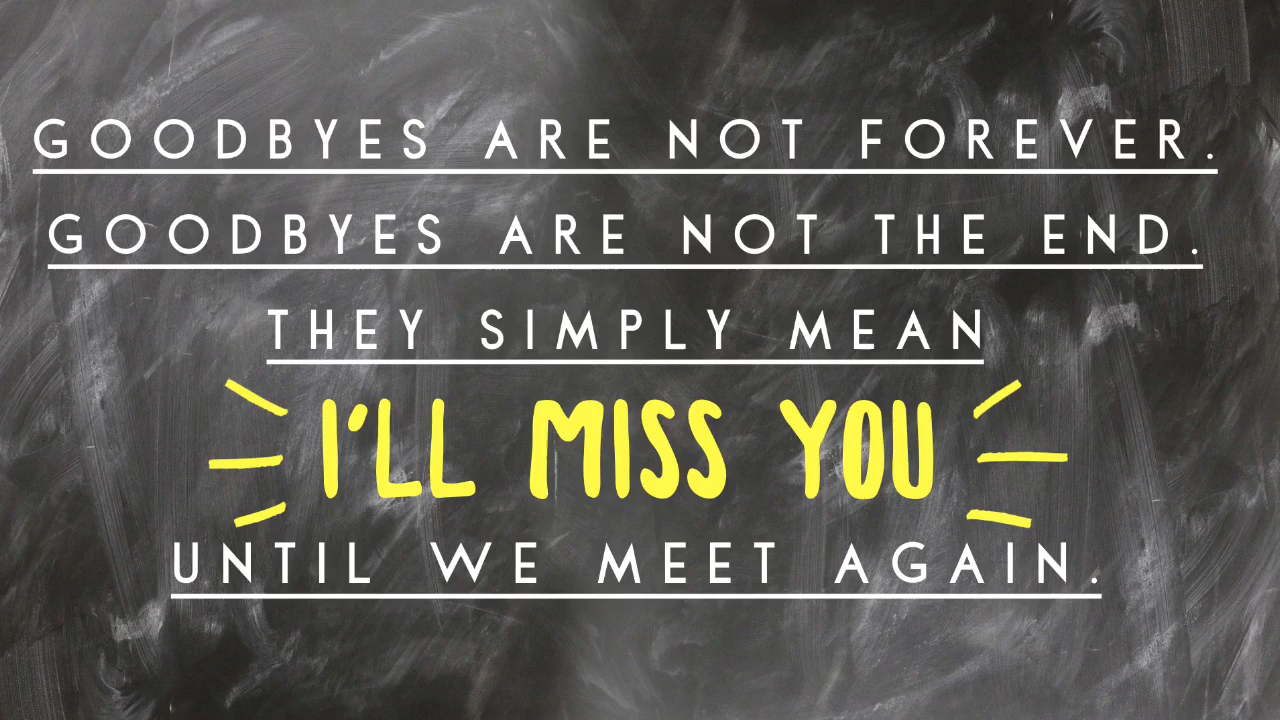 GOODBYES ARE NOT FOREVER.
GOODBYES ARE NOT THE END.
THEY SIMPLY MEAN
I'LL MISS YOU
UNTIL WE MEET AGAIN.